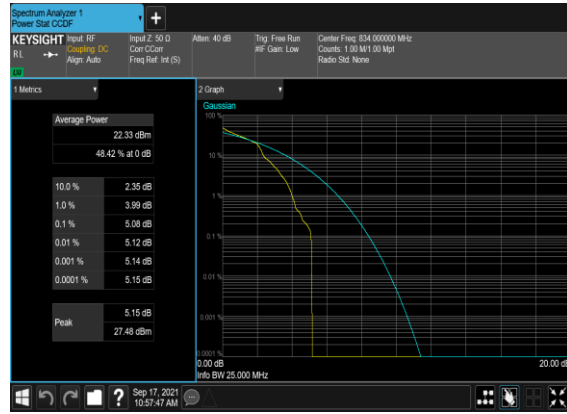 Spectrum Analyzer 1
Power Stat CCDF
KEYSIGHT
Input: RF
Input Z: 50 Ω
Atten: 40 dB
Trig: Free Run
Center Freq: 834.000000 MHz
R L
Coupling: DC
Corr CCorr
#IF Gain: Low
Counts: 1.00 M/1.00 Mpt
Align: Auto
Freq Ref: Int (S)
Radio Std: None
1 Metrics
2 Graph
Gaussian
Average Power
22.33 dBm
48.42 % at 0 dB
10.0 % 2.35 dB
1.0 % 3.99 dB
0.1 % 5.08 dB
0.01 % 5.12 dB
0.001 % 5.14 dB
0.0001 % 5.15 dB
Peak
5.15 dB
27.48 dBm
100 %
10 %
1 %
0.1 %
0.01 %
0.001 %
0.0001 %
0.00 dB
20.00 dB
Info BW 25.000 MHz
?
Sep 17, 2021
10:57:47 AM